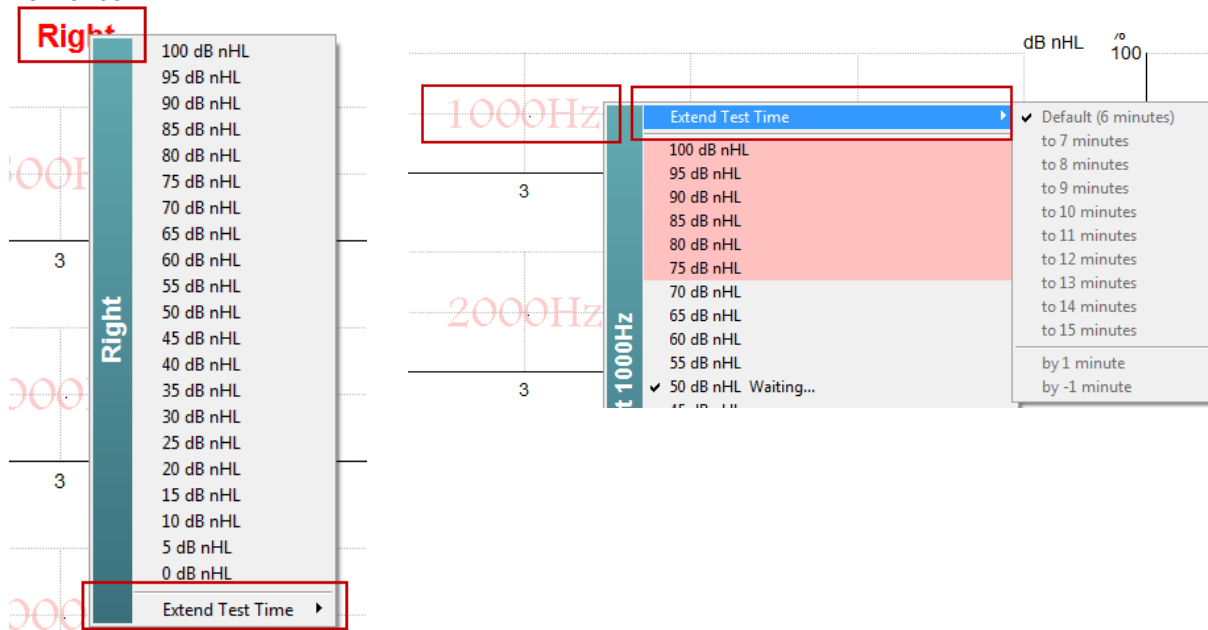 Right
100 dB nHL
95 dB nHL
90 dB nHL
85 dB nHL
80 dB nHL
75 dB nHL
70 dB nHL
65 dB nHL
60 dB nHL
55 dB nHL
50 dB nHL
45 dB nHL
40 dB nHL
35 dB nHL
30 dB nHL
25 dB nHL
20 dB nHL
15 dB nHL
10 dB nHL
5 dB nHL
0 dB nHL
Extend Test Time
Right
3
3
dB nHL
100
1000Hz
3
2000Hz
3
t 1000Hz
Extend Test Time
100 dB nHL
95 dB nHL
90 dB nHL
85 dB nHL
80 dB nHL
75 dB nHL
70 dB nHL
65 dB nHL
60 dB nHL
55 dB nHL
50 dB nHL Waiting...
Default (6 minutes)
to 7 minutes
to 8 minutes
to 9 minutes
to 10 minutes
to 11 minutes
to 12 minutes
to 13 minutes
to 14 minutes
to 15 minutes
by 1 minute
by -1 minute